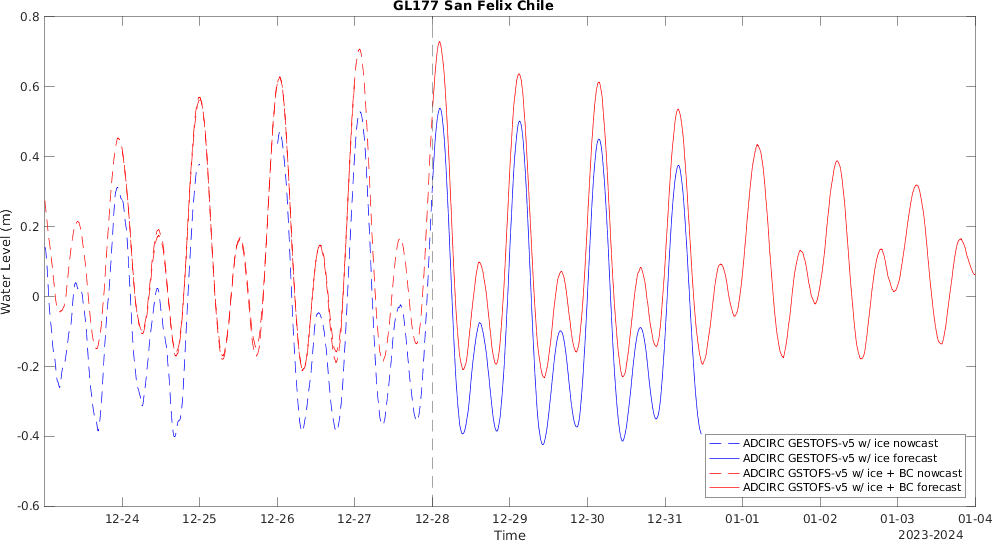 GL177 San Felix Chile
0.8
0.6
0.4
0.2
0
-0.2
-0.4
-0.6
Water Level (m)
ADCIRC GESTOFS-v5 w/ ice nowcast
ADCIRC GESTOFS-v5 w/ ice forecast
ADCIRC GSTOFS-v5 w/ ice + BC nowcast
ADCIRC GSTOFS-v5 w/ ice + BC forecast
12-24 12-25 12-26 12-27 12-28 12-29 12-30 12-31 01-01 01-02 01-03 01-04
Time
2023-2024